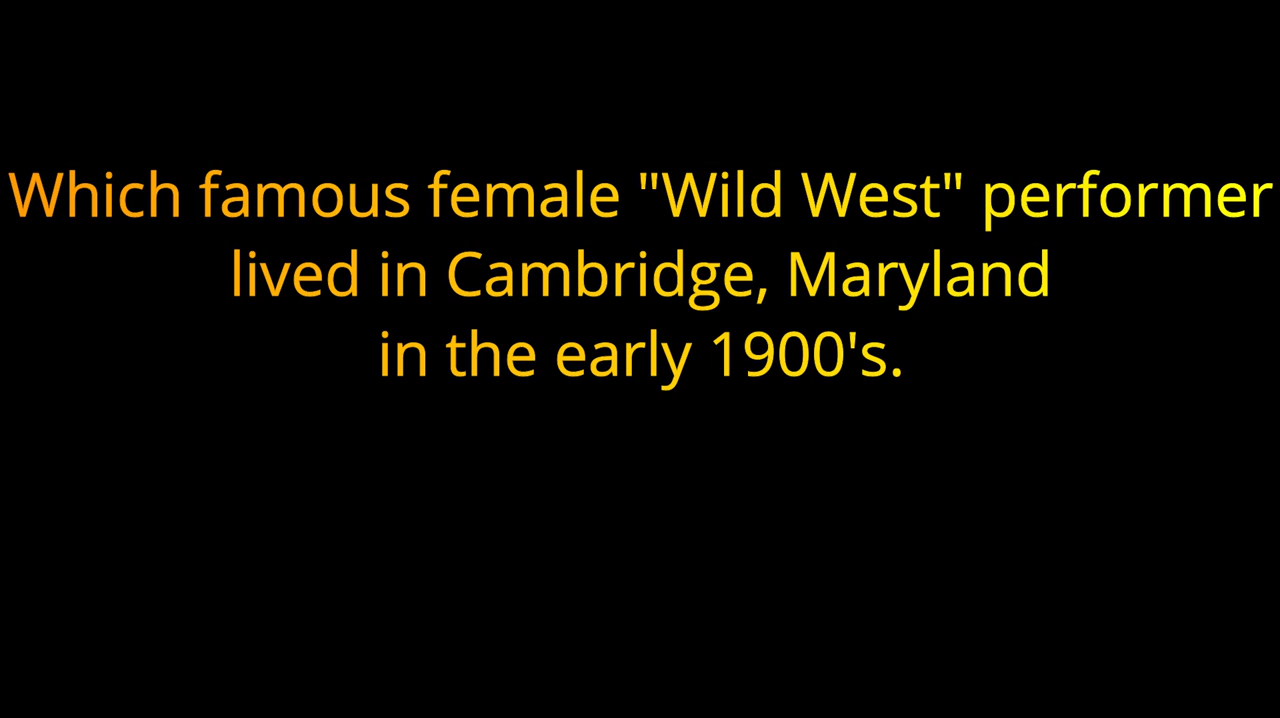 Which famous female "Wild West" performer
lived in Cambridge, Maryland
in the early 1900's.